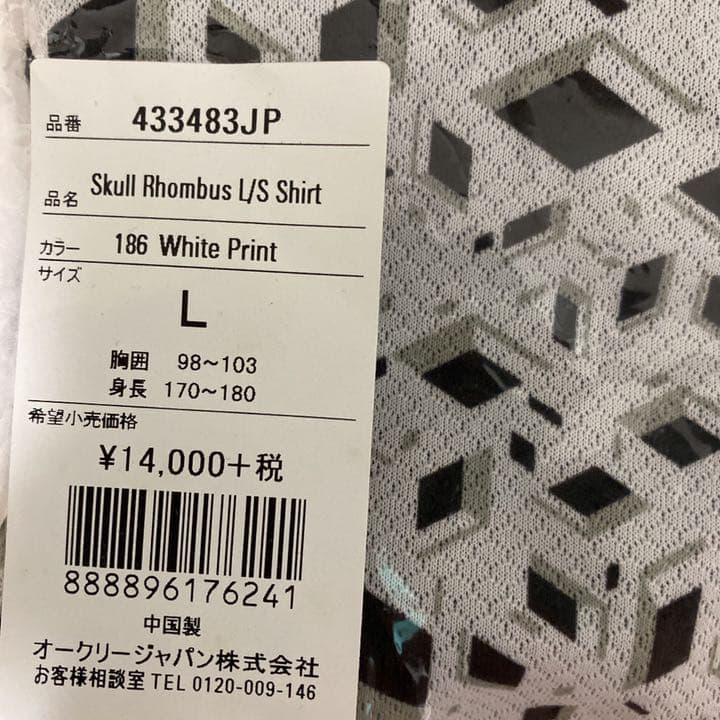 品番 433483JP
品名 Skull Rhombus L/S Shirt
カラー 186 White Print
サイズ
L
胸囲 98～103
身長 170～180
希望小売価格
¥14,000+税
888896176241
中国製
オークリージャパン株式会社
お客様相談室 TEL 0120-009-146